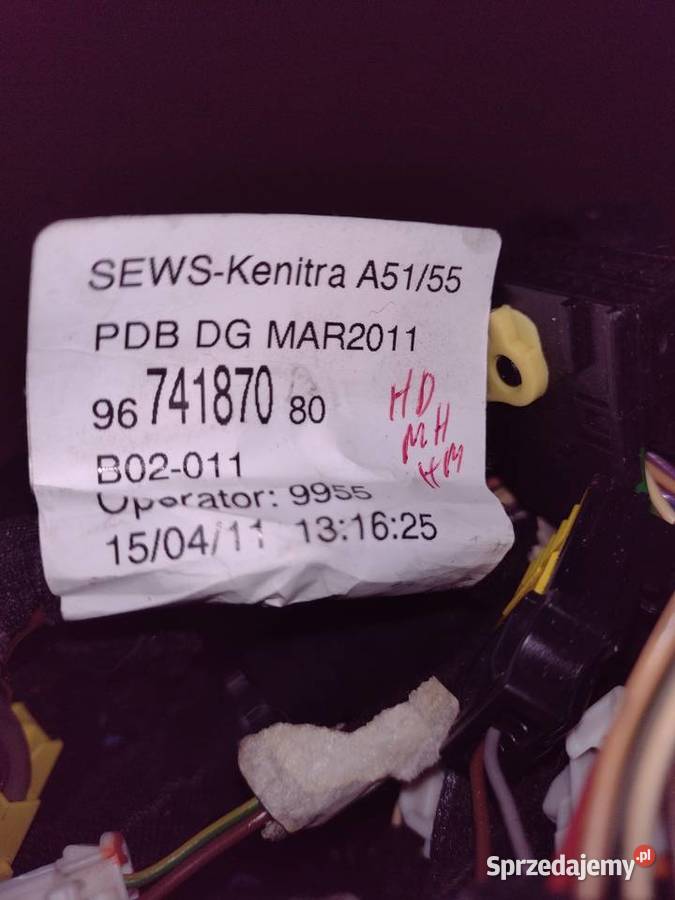 SEWS-Kenitra A51/55
PDB DG MAR2011
96 741870 80
HD
MH
HM
B02-011
Operator: 9955
15/04/11 13:16:25
Sprzedajemy.pl